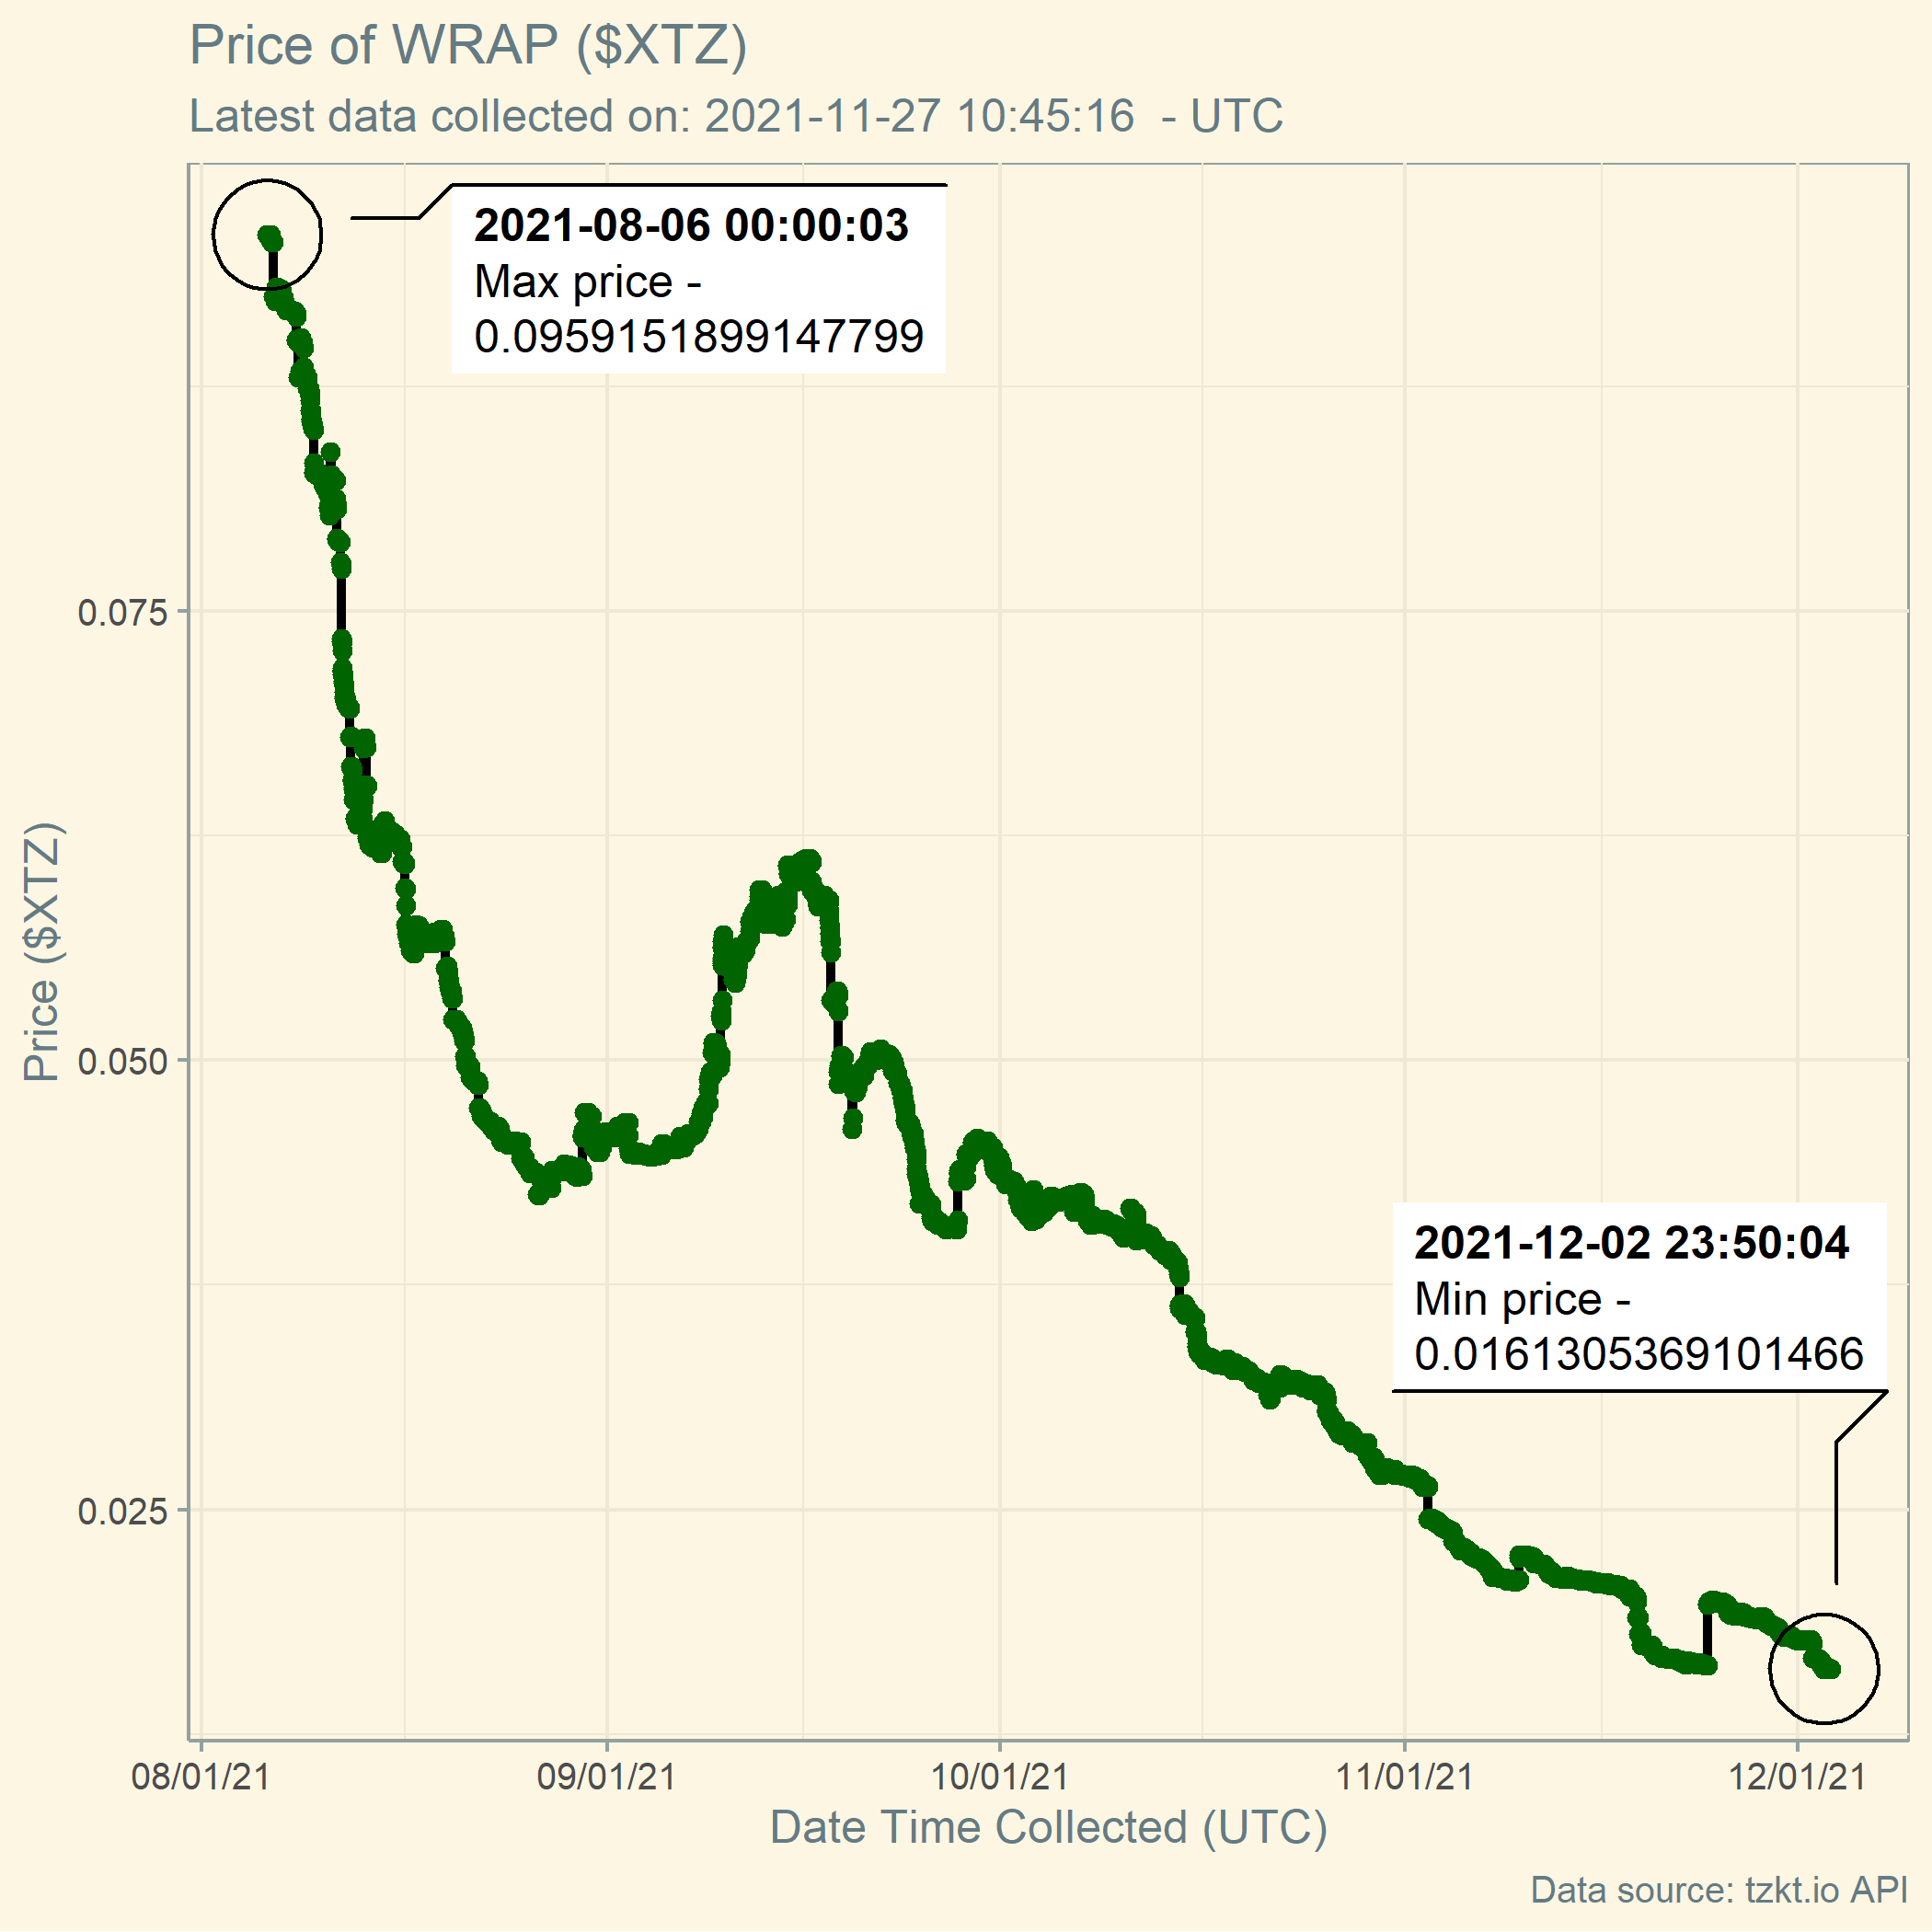 Price of WRAP ($XTZ)
Latest data collected on: 2021-11-27 10:45:16  - UTC
2021-08-06 00:00:03
Max price -
0.0959151899147799
0.075
Price ($XTZ)
0.050
2021-12-02 23:50:04
Min price -
0.0161305369101466
0.025
08/01/21
09/01/21
10/01/21
11/01/21
12/01/21
Date Time Collected (UTC)
Data source: tzkt.io API